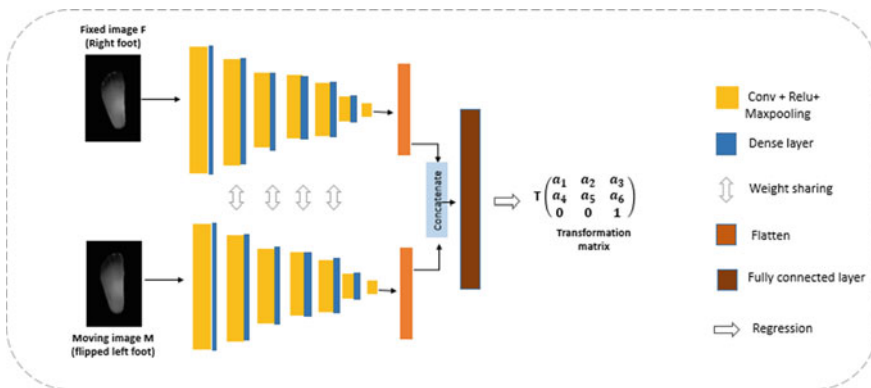 Fixed image F
(Right foot)
Moving image M
(flipped left foot)
Concatenate
T
a₁ a₂ a₃
a₄ a₅ a₆
0 0 1
Transformation
matrix
Conv + Relu+
Maxpooling
Dense layer
Weight sharing
Flatten
Fully connected layer
Regression